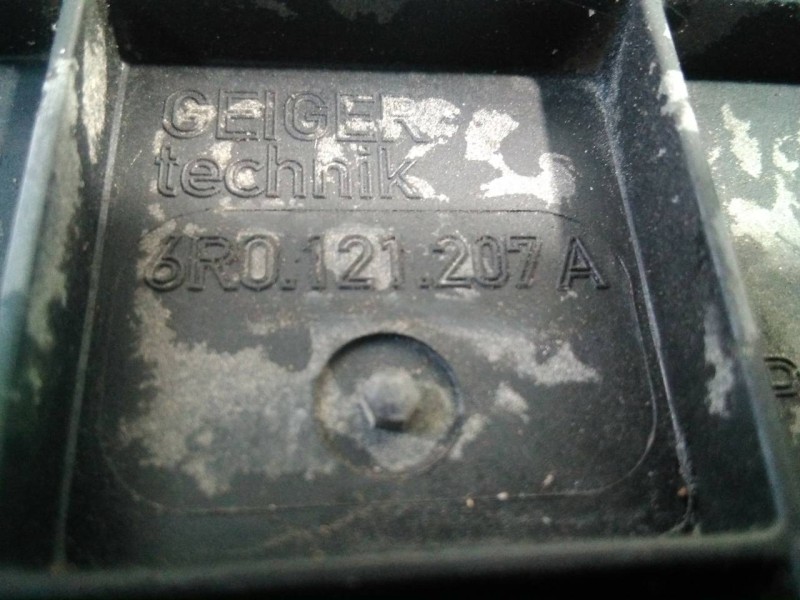 GEIGER
technik
6R0.121.207 A